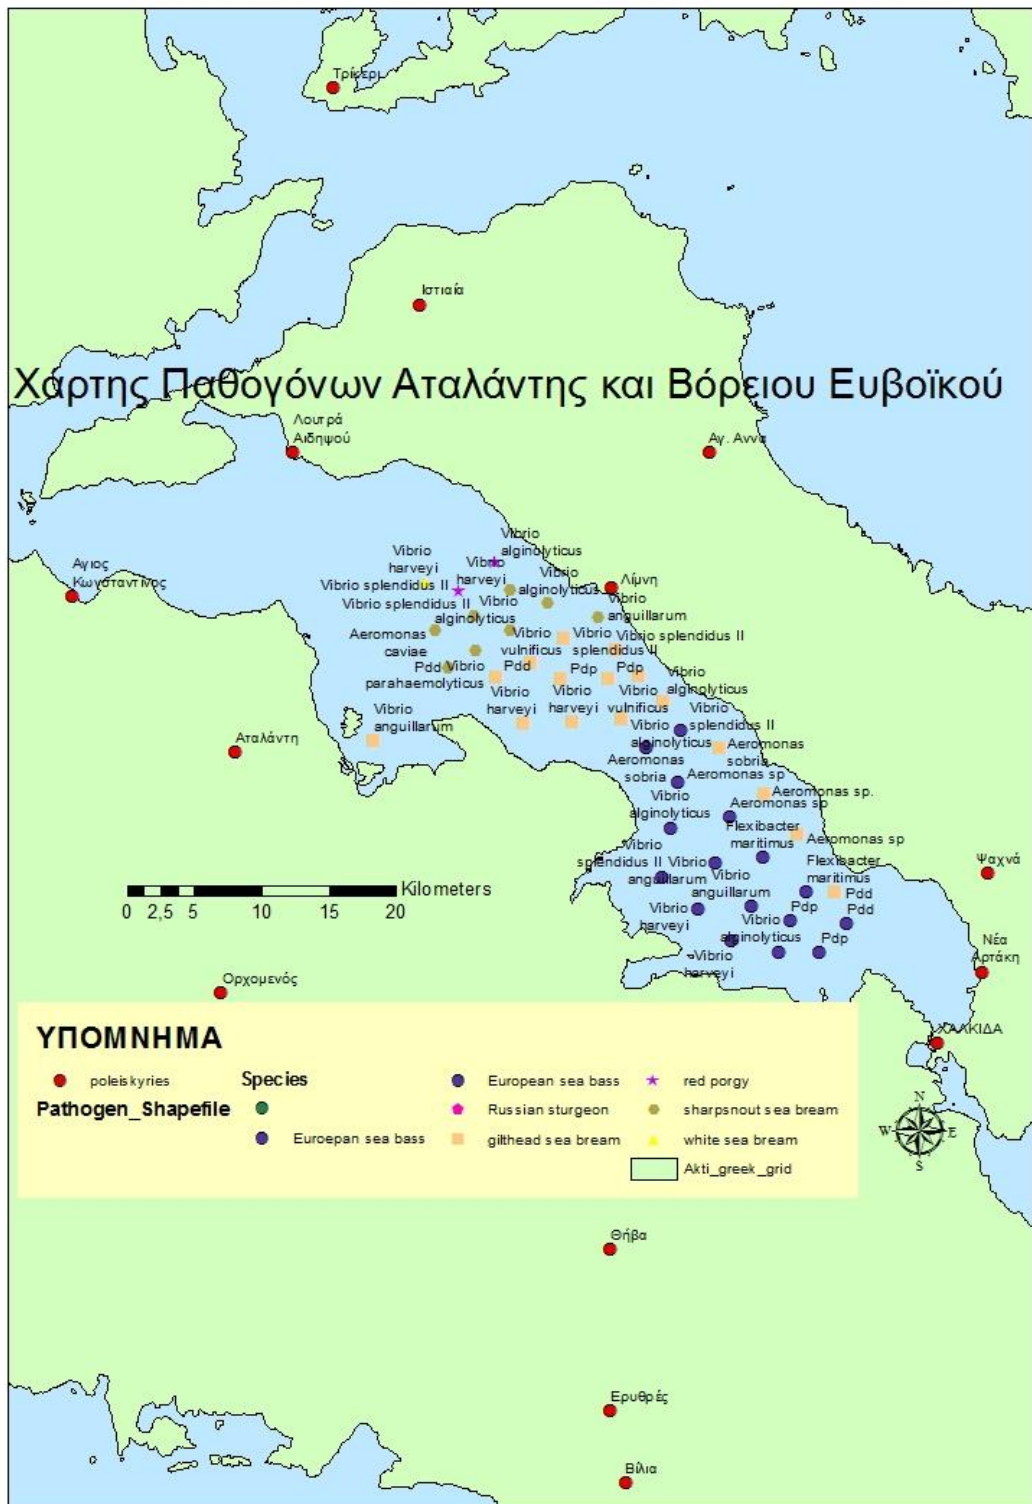 Τρίκερι
Ιστιαία
Χάρτης Παθογόνων Αταλάντης και Βόρειου Ευβοϊκού
Λουτρά
Αιδηψού
Αγ. Αννα
Αγιος
Κωνσταντίνος
Λίμνη
Vibrio
alginolyticus
Vibrio
harveyi
Vibrio
harveyi
Vibrio splendidus II
Vibrio
alginolyticus
Vibrio splendidus II
Vibrio
alginolyticus
Vibrio
anguillarum
Aeromonas
caviae
Vibrio
vulnificus
Vibrio
splendidus II
Vibrio splendidus II
Pdd
Vibrio
parahaemolyticus
Pdd
Pdp
Pdp
Vibrio
alginolyticus
Vibrio
harveyi
Vibrio
harveyi
Vibrio
vulnificus
Vibrio
anguillarum
Vibrio
alginolyticus
Vibrio
splendidus II
Αταλάντη
Aeromonas
sobria
Aeromonas
sobria
Aeromonas sp
Aeromonas sp.
Vibrio
alginolyticus
Aeromonas sp
Flexibacter
maritimus
Aeromonas sp
Vibrio
splendidus II
Vibrio
anguillarum
Vibrio
anguillarum
Flexibacter
maritimus
Ψαχνά
Pdd
Vibrio
harveyi
Vibrio
alginolyticus
Pdp
Pdd
Vibrio
harveyi
Pdp
Νέα
Αρτάκη
Kilometers
0 2,5 5 10 15 20
Ορχομενός
ΧΑΛΚΙΔΑ
ΥΠΟΜΝΗΜΑ
poleiskyries
Pathogen_Shapefile
Species
Euroepan sea bass
European sea bass
Russian sturgeon
gilthead sea bream
red porgy
sharpsnout sea bream
white sea bream
Akti_greek_grid
N
W E
S
Θήβα
Ερυθρές
Βίλια